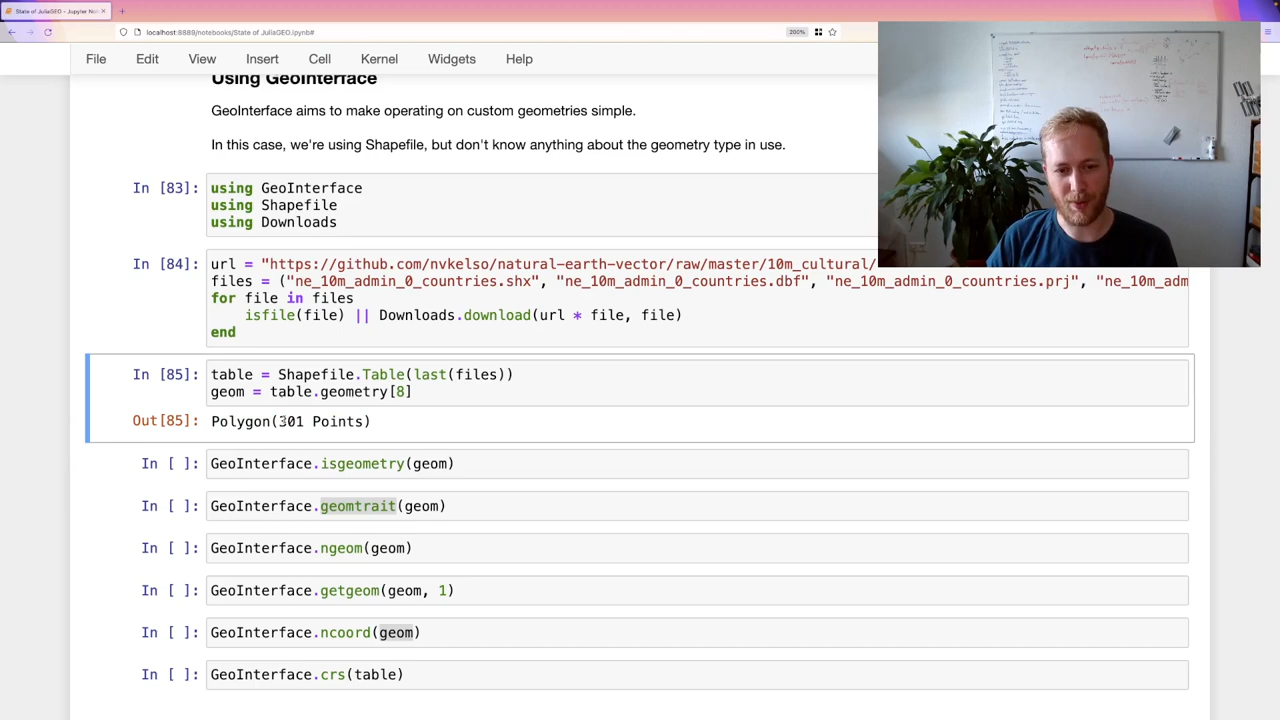 State of JuliaGEO - Jupyter Not
localhost:8889/notebooks/State of JuliaGEO.ipynb#
200%
File Edit View Insert Cell Kernel Widgets Help
Using GeoInterface
GeoInterface aims to make operating on custom geometries simple.
In this case, we're using Shapefile, but don't know anything about the geometry type in use.
In [83]: using GeoInterface
using Shapefile
using Downloads
In [84]: url = "https://github.com/nvkelso/natural-earth-vector/raw/master/10m_cultural/
files = ("ne_10m_admin_0_countries.shx", "ne_10m_admin_0_countries.dbf", "ne_10m_admin_0_countries.prj", "ne_10m_adm
for file in files
isfile(file) || Downloads.download(url * file, file)
end
In [85]: table = Shapefile.Table(last(files))
geom = table.geometry[8]
Out[85]: Polygon(301 Points)
In [ ]: GeoInterface.isgeometry(geom)
In [ ]: GeoInterface.geomtrait(geom)
In [ ]: GeoInterface.ngeom(geom)
In [ ]: GeoInterface.getgeom(geom, 1)
In [ ]: GeoInterface.ncoord(geom)
In [ ]: GeoInterface.crs(table)